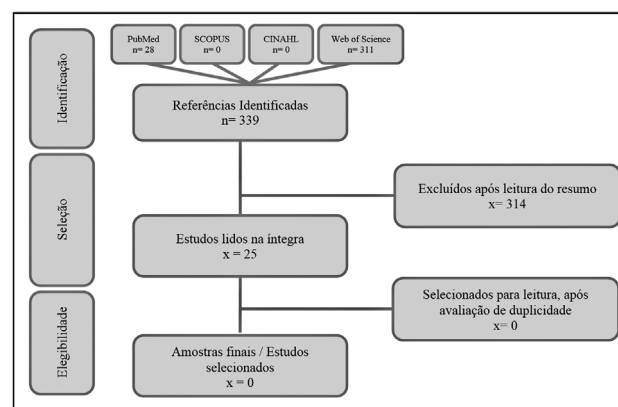 PubMed
n= 28
SCOPUS
n= 0
CINAHL
n= 0
Web of Science
n= 311
Identificação
Referências Identificadas
n= 339
Excluídos após leitura do resumo
x= 314
Seleção
Estudos lidos na íntegra
x = 25
Selecionados para leitura, após
avaliação de duplicidade
x= 0
Elegibilidade
Amostras finais / Estudos
selecionados
x = 0